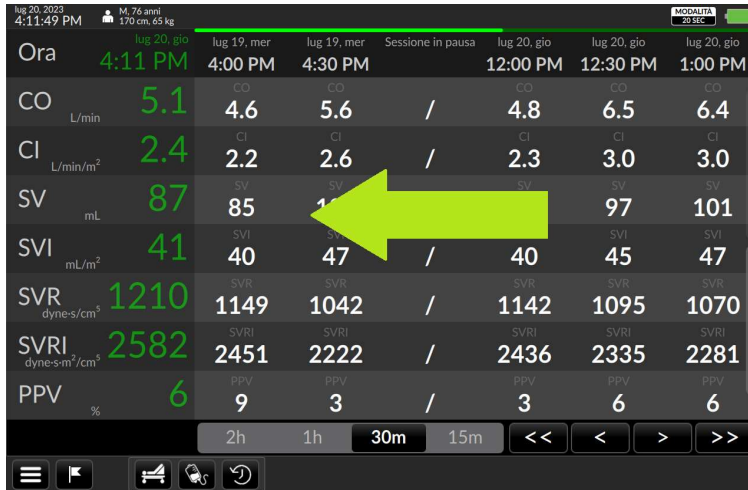 lug 20, 2023
4:11:49 PM
M, 76 anni
170 cm, 65 kg
MODALITÀ
20 SEC
Ora
lug 20, gio
4:11 PM
lug 19, mer
4:00 PM
lug 19, mer
4:30 PM
Sessione in pausa
lug 20, gio
12:00 PM
lug 20, gio
12:30 PM
lug 20, gio
1:00 PM
CO L/min 5.1
CO CO CO CO CO
4.6 5.6 / 4.8 6.5 6.4
CI L/min/m² 2.4
CI CI CI CI CI
2.2 2.6 / 2.3 3.0 3.0
SV mL 87
SV SV SV SV
85 97 101
SVI mL/m² 41
SVI SVI SVI SVI
40 47 / 40 45 47
SVR dyne-s/cm⁵ 1210
SVR SVR SVR SVR SVR
1149 1042 / 1142 1095 1070
SVRI dyne-s-m²/cm⁵ 2582
SVRI SVRI SVRI SVRI SVRI
2451 2222 / 2436 2335 2281
PPV % 6
PPV PPV PPV PPV PPV
9 3 / 3 6 6
2h 1h 30m 15m << < > >>